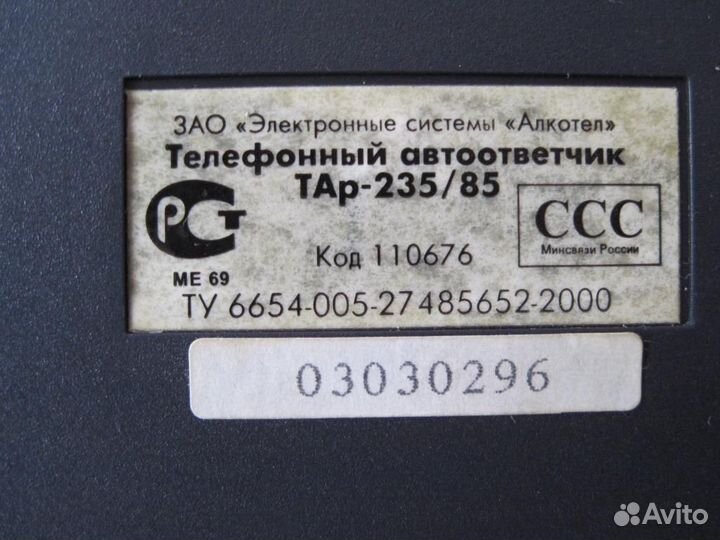 ЗАО «Электронные системы «Алкотел»
Телефонный автоответчик
ТАр-235/85
РСТ
ССС
Минсвязи России
Код 110676
МЕ 69
ТУ 6654-005-27485652-2000
03030296
Avito